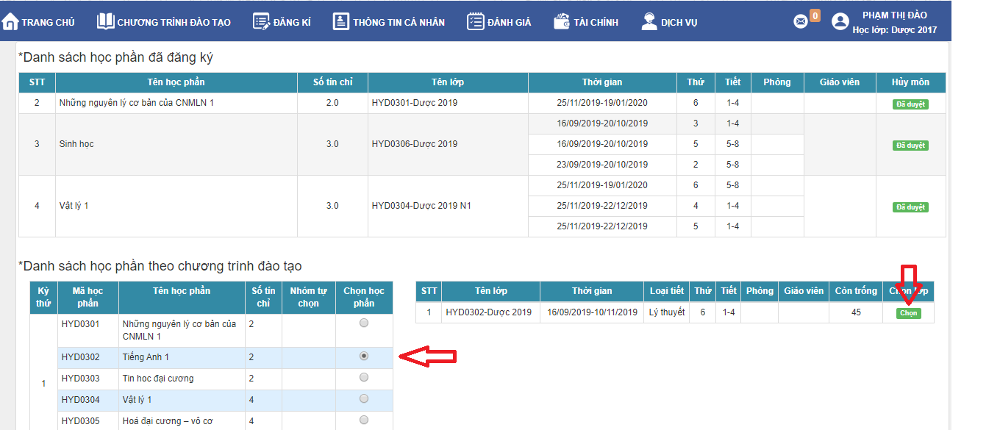 TRANG CHỦ CHƯƠNG TRÌNH ĐÀO TẠO ĐĂNG KÍ THÔNG TIN CÁ NHÂN ĐÁNH GIÁ TÀI CHÍNH DỊCH VỤ 0 PHẠM THỊ ĐÀO
Học lớp: Dược 2017
*Danh sách học phần đã đăng ký
STT Tên học phần Số tín chỉ Tên lớp Thời gian Thứ Tiết Phòng Giáo viên Hủy môn
2 Những nguyên lý cơ bản của CNMLN 1 2.0 HYD0301-Dược 2019 25/11/2019-19/01/2020 6 1-4 Đã duyệt
16/09/2019-20/10/2019 3 1-4
3 Sinh học 3.0 HYD0306-Dược 2019 16/09/2019-20/10/2019 5 5-8 Đã duyệt
23/09/2019-20/10/2019 2 5-8
25/11/2019-19/01/2020 6 5-8
4 Vật lý 1 3.0 HYD0304-Dược 2019 N1 25/11/2019-22/12/2019 4 1-4 Đã duyệt
25/11/2019-22/12/2019 5 1-4
*Danh sách học phần theo chương trình đào tạo
Kỳ thứ Mã học phần Tên học phần Số tín chỉ Nhóm tự chọn Chọn học phần
HYD0301 Những nguyên lý cơ bản của CNMLN 1 2
HYD0302 Tiếng Anh 1 2
HYD0303 Tin học đại cương 2
1
HYD0304 Vật lý 1 4
HYD0305 Hoá đại cương – vô cơ 4
STT Tên lớp Thời gian Loại tiết Thứ Tiết Phòng Giáo viên Còn trống Chọn lớp
1 HYD0302-Dược 2019 16/09/2019-10/11/2019 Lý thuyết 6 1-4 45 Chọn